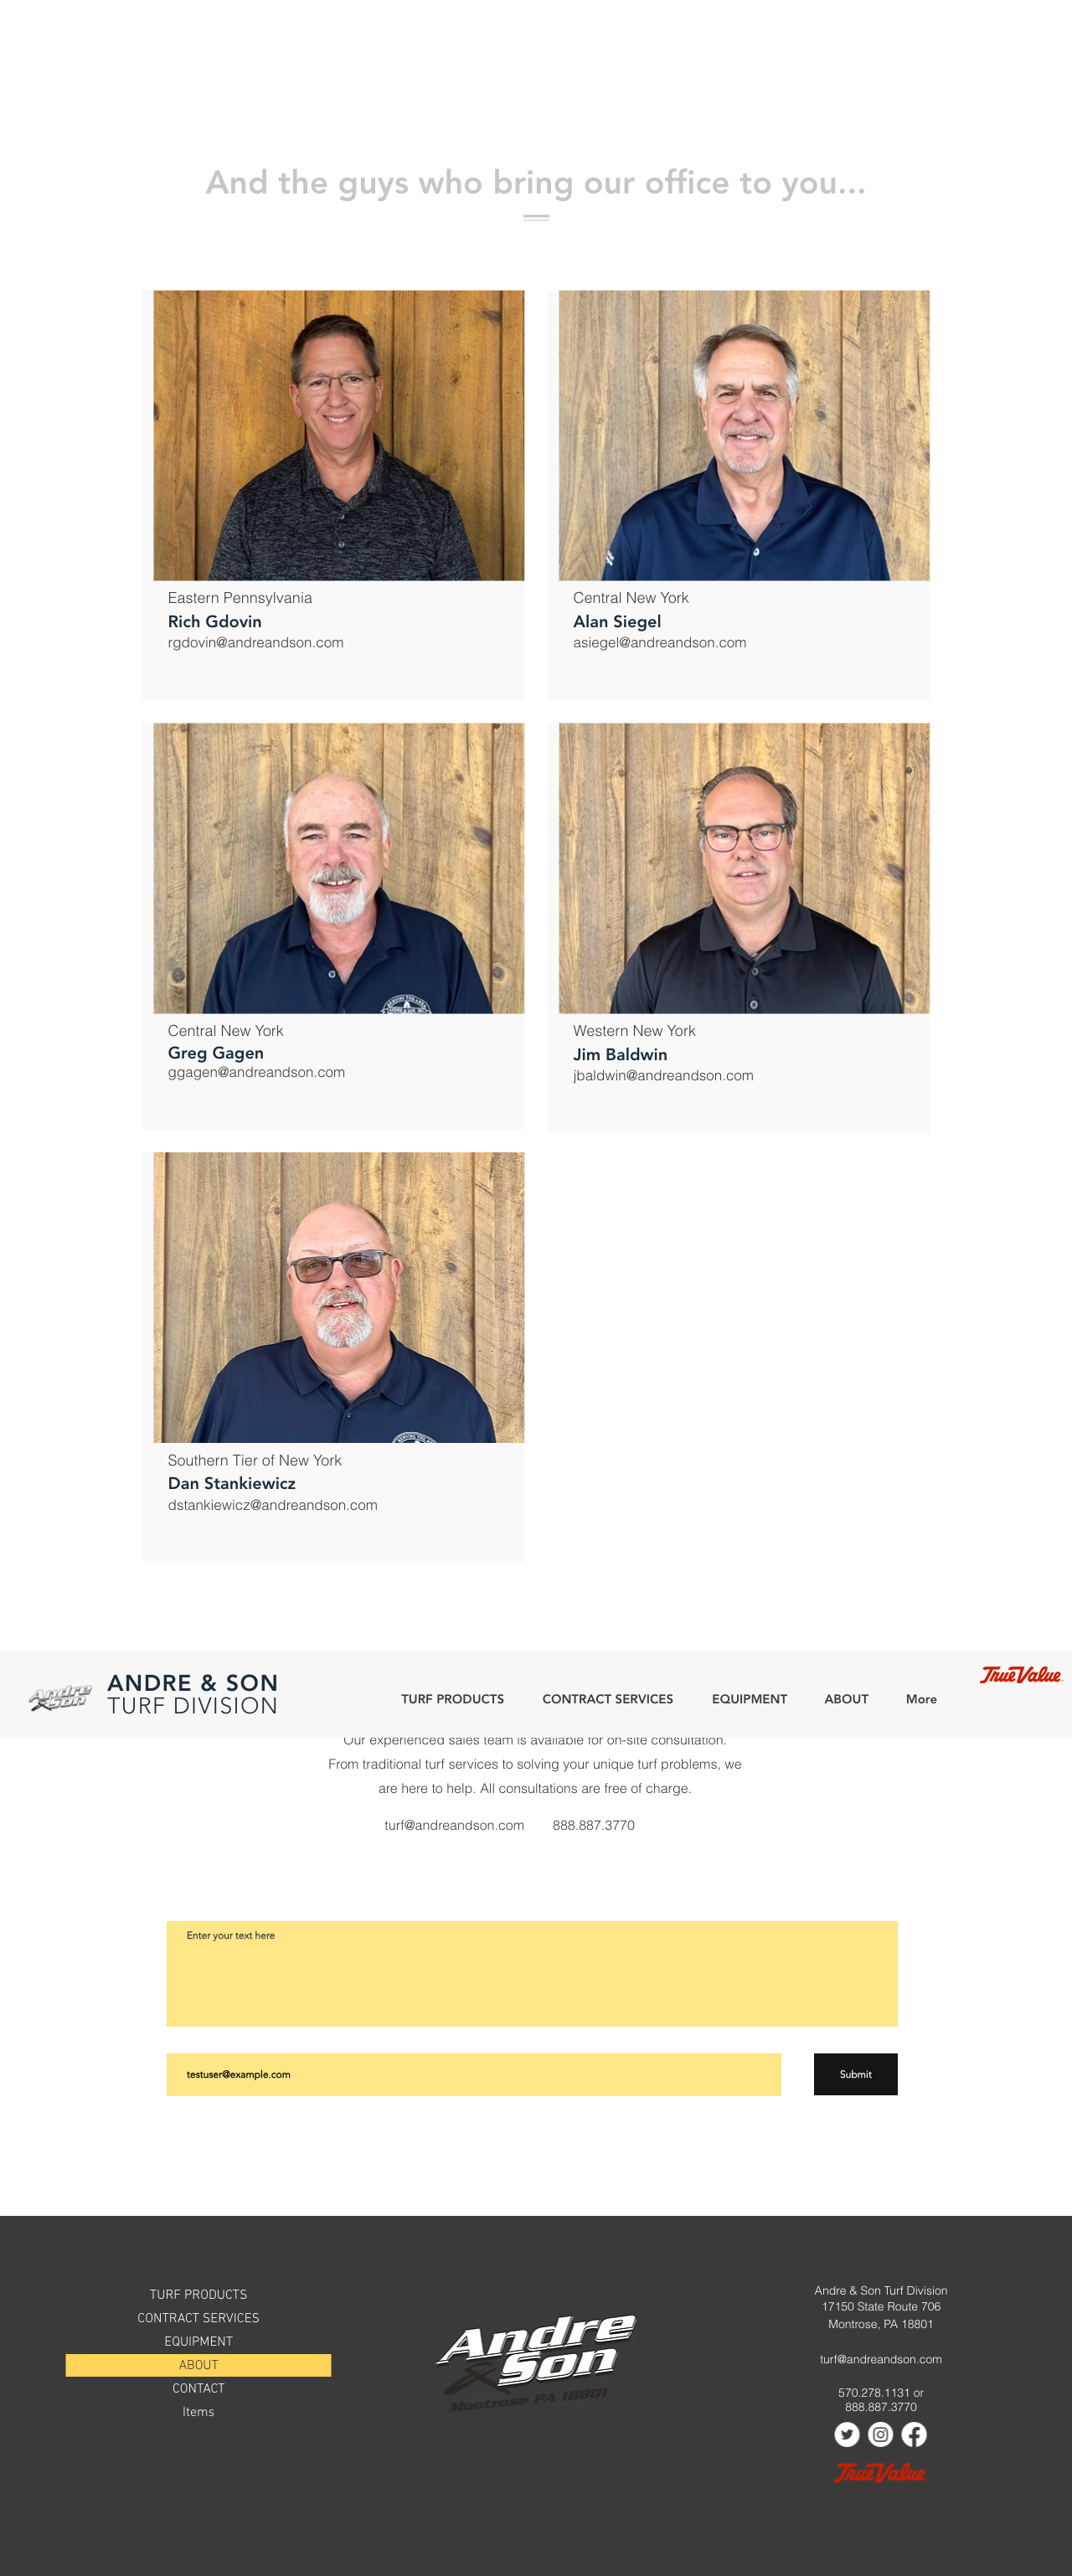 And the guys who bring our office to you...
Eastern Pennsylvania
Rich Gdovin
rgdovin@andreandson.com
Central New York
Alan Siegel
asiegel@andreandson.com
Central New York
Greg Gagen
ggagen@andreandson.com
Western New York
Jim Baldwin
jbaldwin@andreandson.com
Southern Tier of New York
Dan Stankiewicz
dstankiewicz@andreandson.com
Andre & Son
ANDRE & SON
TURF DIVISION
TURF PRODUCTS
CONTRACT SERVICES
EQUIPMENT
ABOUT
More
True Value
Our experienced sales team is available for on-site consultation.
From traditional turf services to solving your unique turf problems, we
are here to help. All consultations are free of charge.
turf@andreandson.com 888.887.3770
Enter your text here
testuser@example.com
Submit
TURF PRODUCTS
CONTRACT SERVICES
EQUIPMENT
ABOUT
CONTACT
Items
Andre
& Son
Montrose PA 18801
Andre & Son Turf Division
17150 State Route 706
Montrose, PA 18801
turf@andreandson.com
570.278.1131 or
888.887.3770
True Value